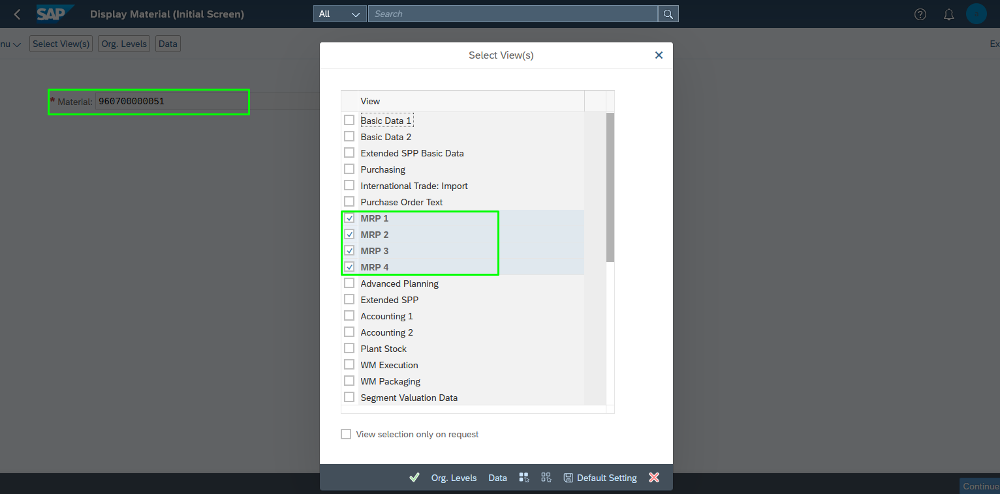 SAP Display Material (Initial Screen) All Search
nu Select View(s) Org. Levels Data Ex
Select View(s)
* Material: 960700000051
View
Basic Data 1
Basic Data 2
Extended SPP Basic Data
Purchasing
International Trade: Import
Purchase Order Text
MRP 1
MRP 2
MRP 3
MRP 4
Advanced Planning
Extended SPP
Accounting 1
Accounting 2
Plant Stock
WM Execution
WM Packaging
Segment Valuation Data
View selection only on request
Org. Levels Data Default Setting
Continue